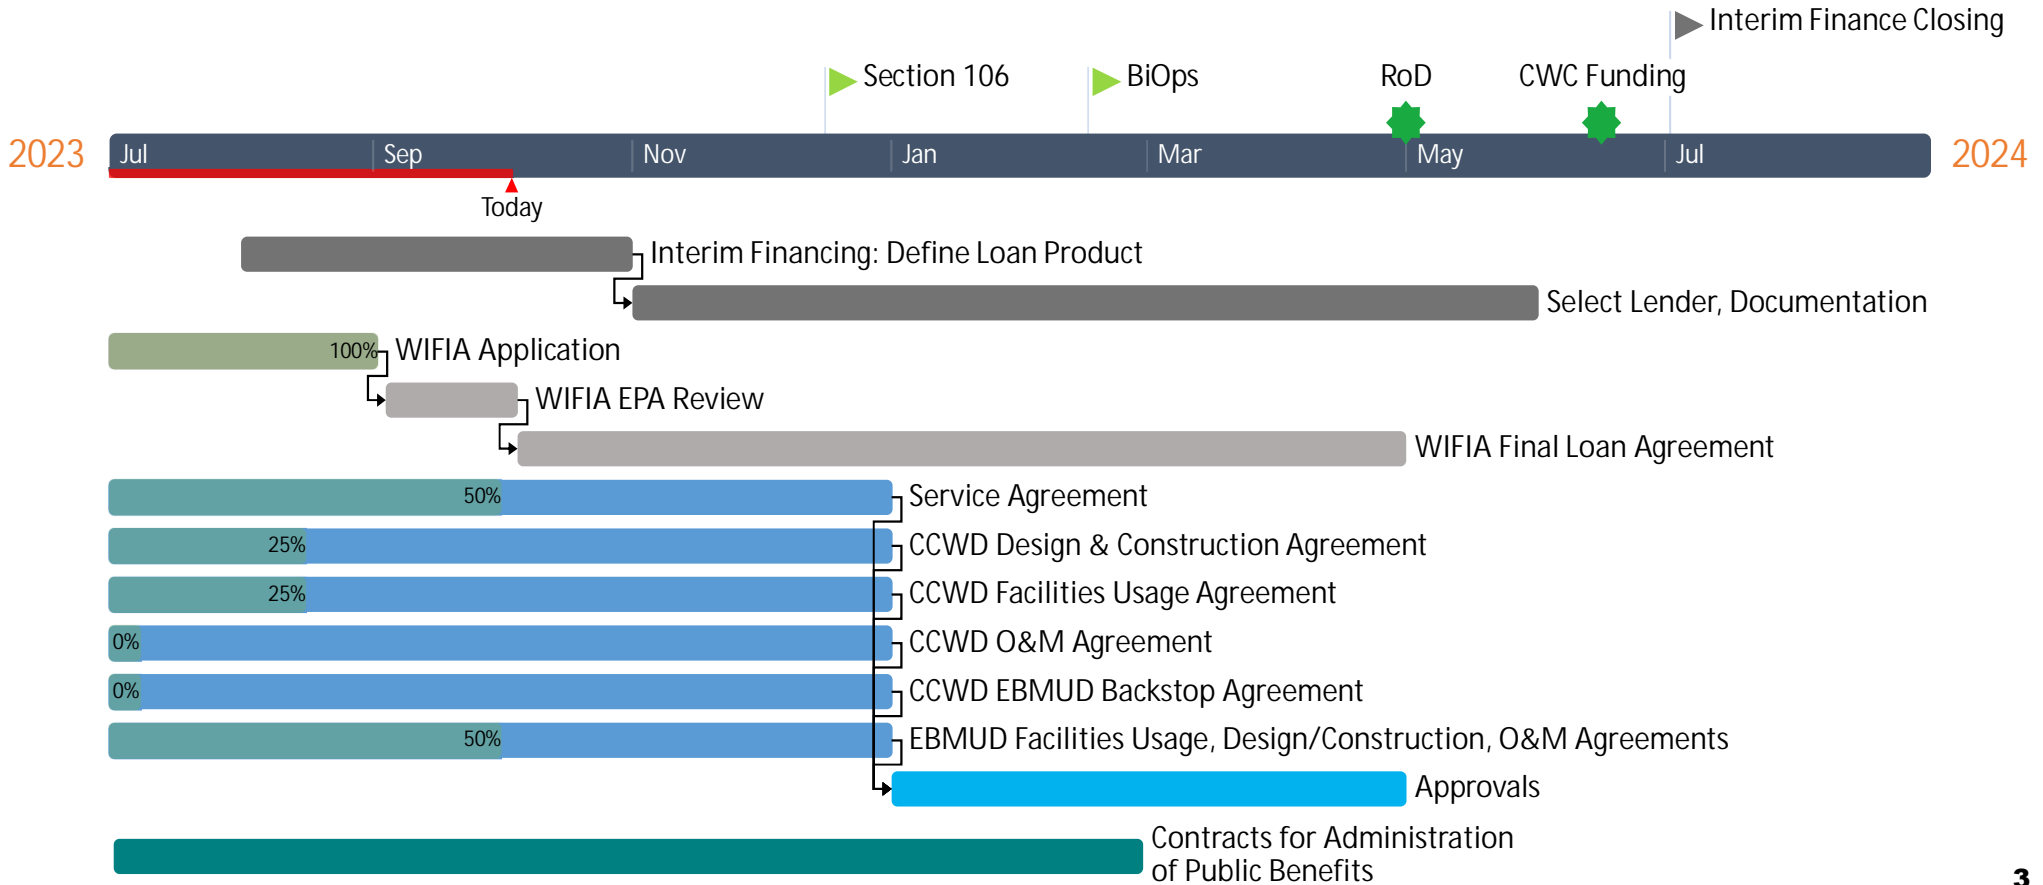 Interim Finance Closing
Section 106
BiOps
RoD
CWC Funding
2023
Jul
Sep
Nov
Jan
Mar
May
Jul
2024
Today
Interim Financing: Define Loan Product
Select Lender, Documentation
100%
WIFIA Application
WIFIA EPA Review
WIFIA Final Loan Agreement
50%
Service Agreement
25%
CCWD Design & Construction Agreement
25%
CCWD Facilities Usage Agreement
0%
CCWD O&M Agreement
0%
CCWD EBMUD Backstop Agreement
50%
EBMUD Facilities Usage, Design/Construction, O&M Agreements
Approvals
Contracts for Administration
of Public Benefits
3